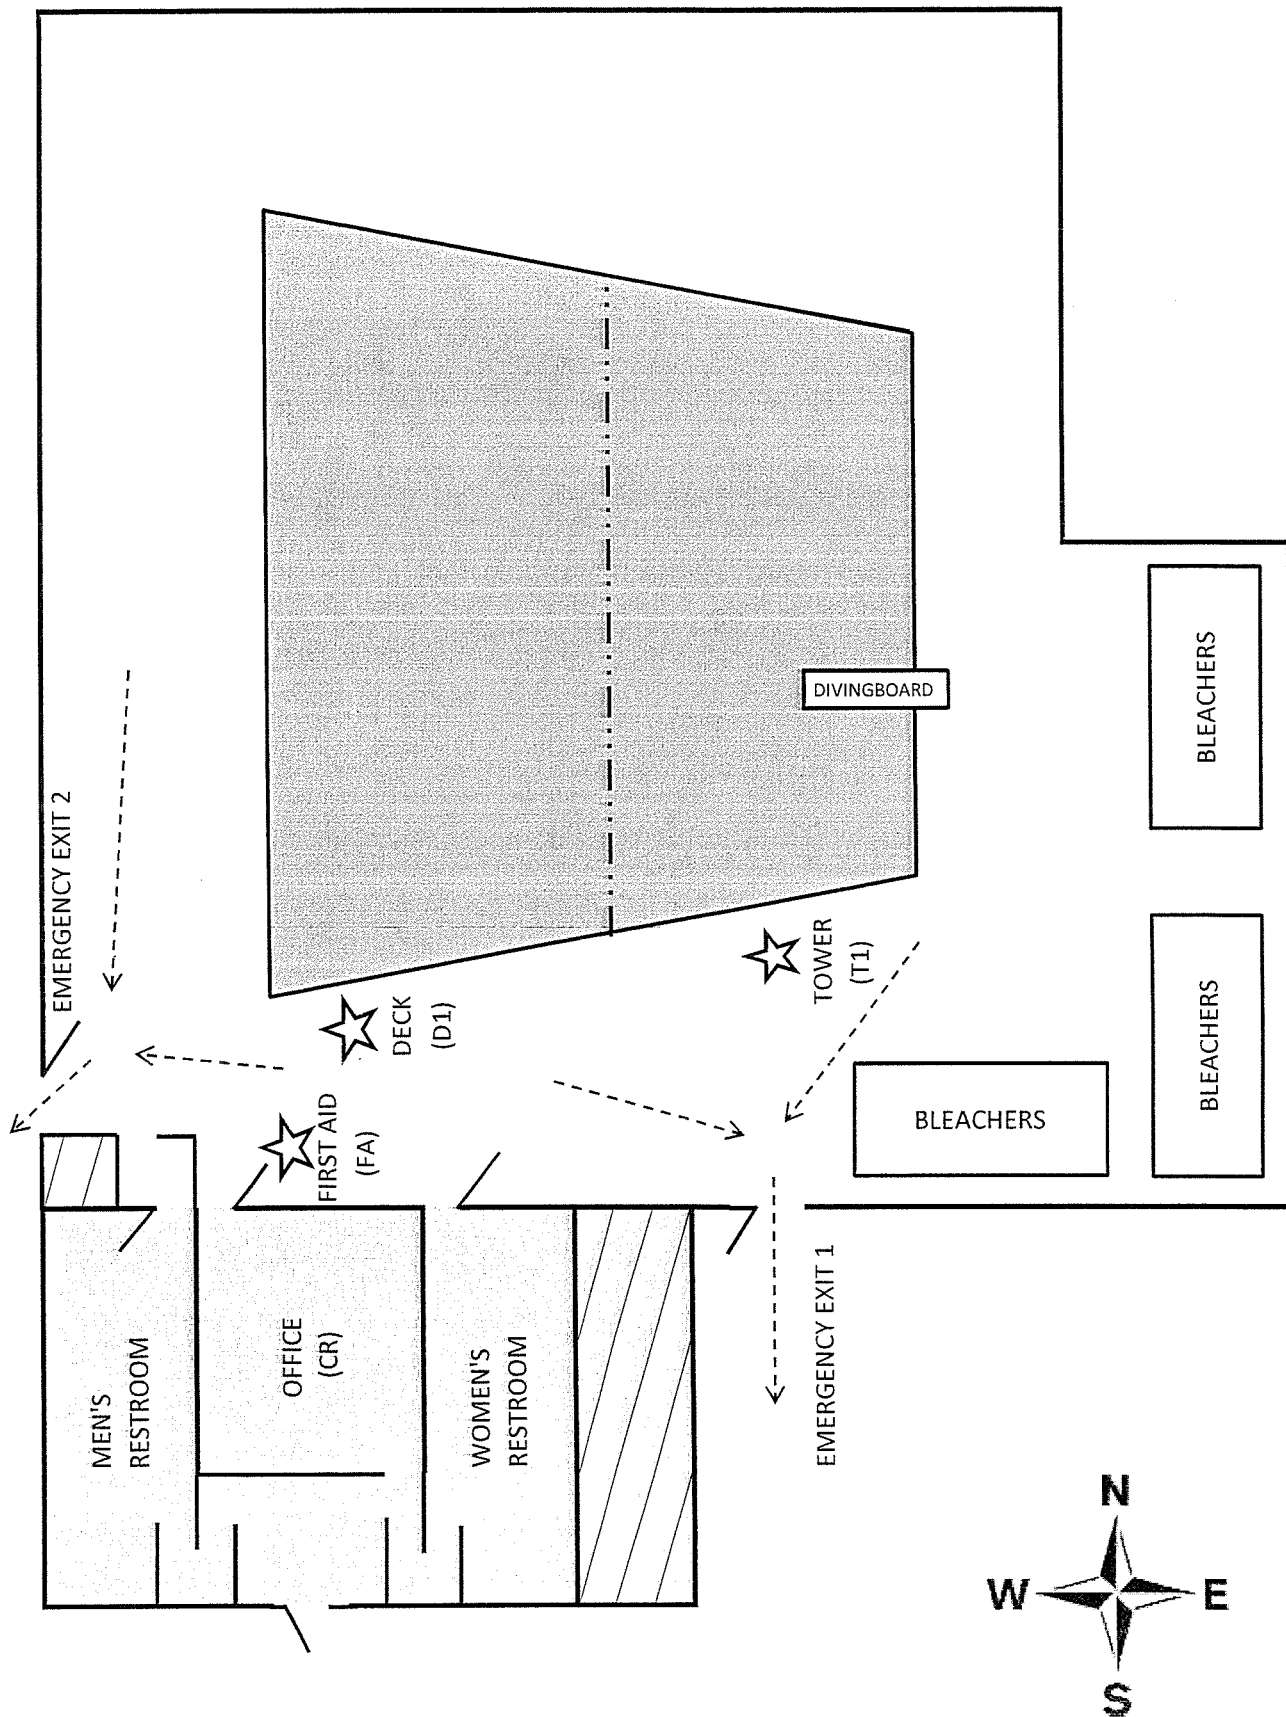 EMERGENCY EXIT 2
DIVINGBOARD
BLEACHERS
TOWER
(T1)
DECK
(D1)
FIRST AID
(FA)
BLEACHERS
BLEACHERS
MEN'S
RESTROOM
OFFICE
(CR)
WOMEN'S
RESTROOM
EMERGENCY EXIT 1
N
W
E
S